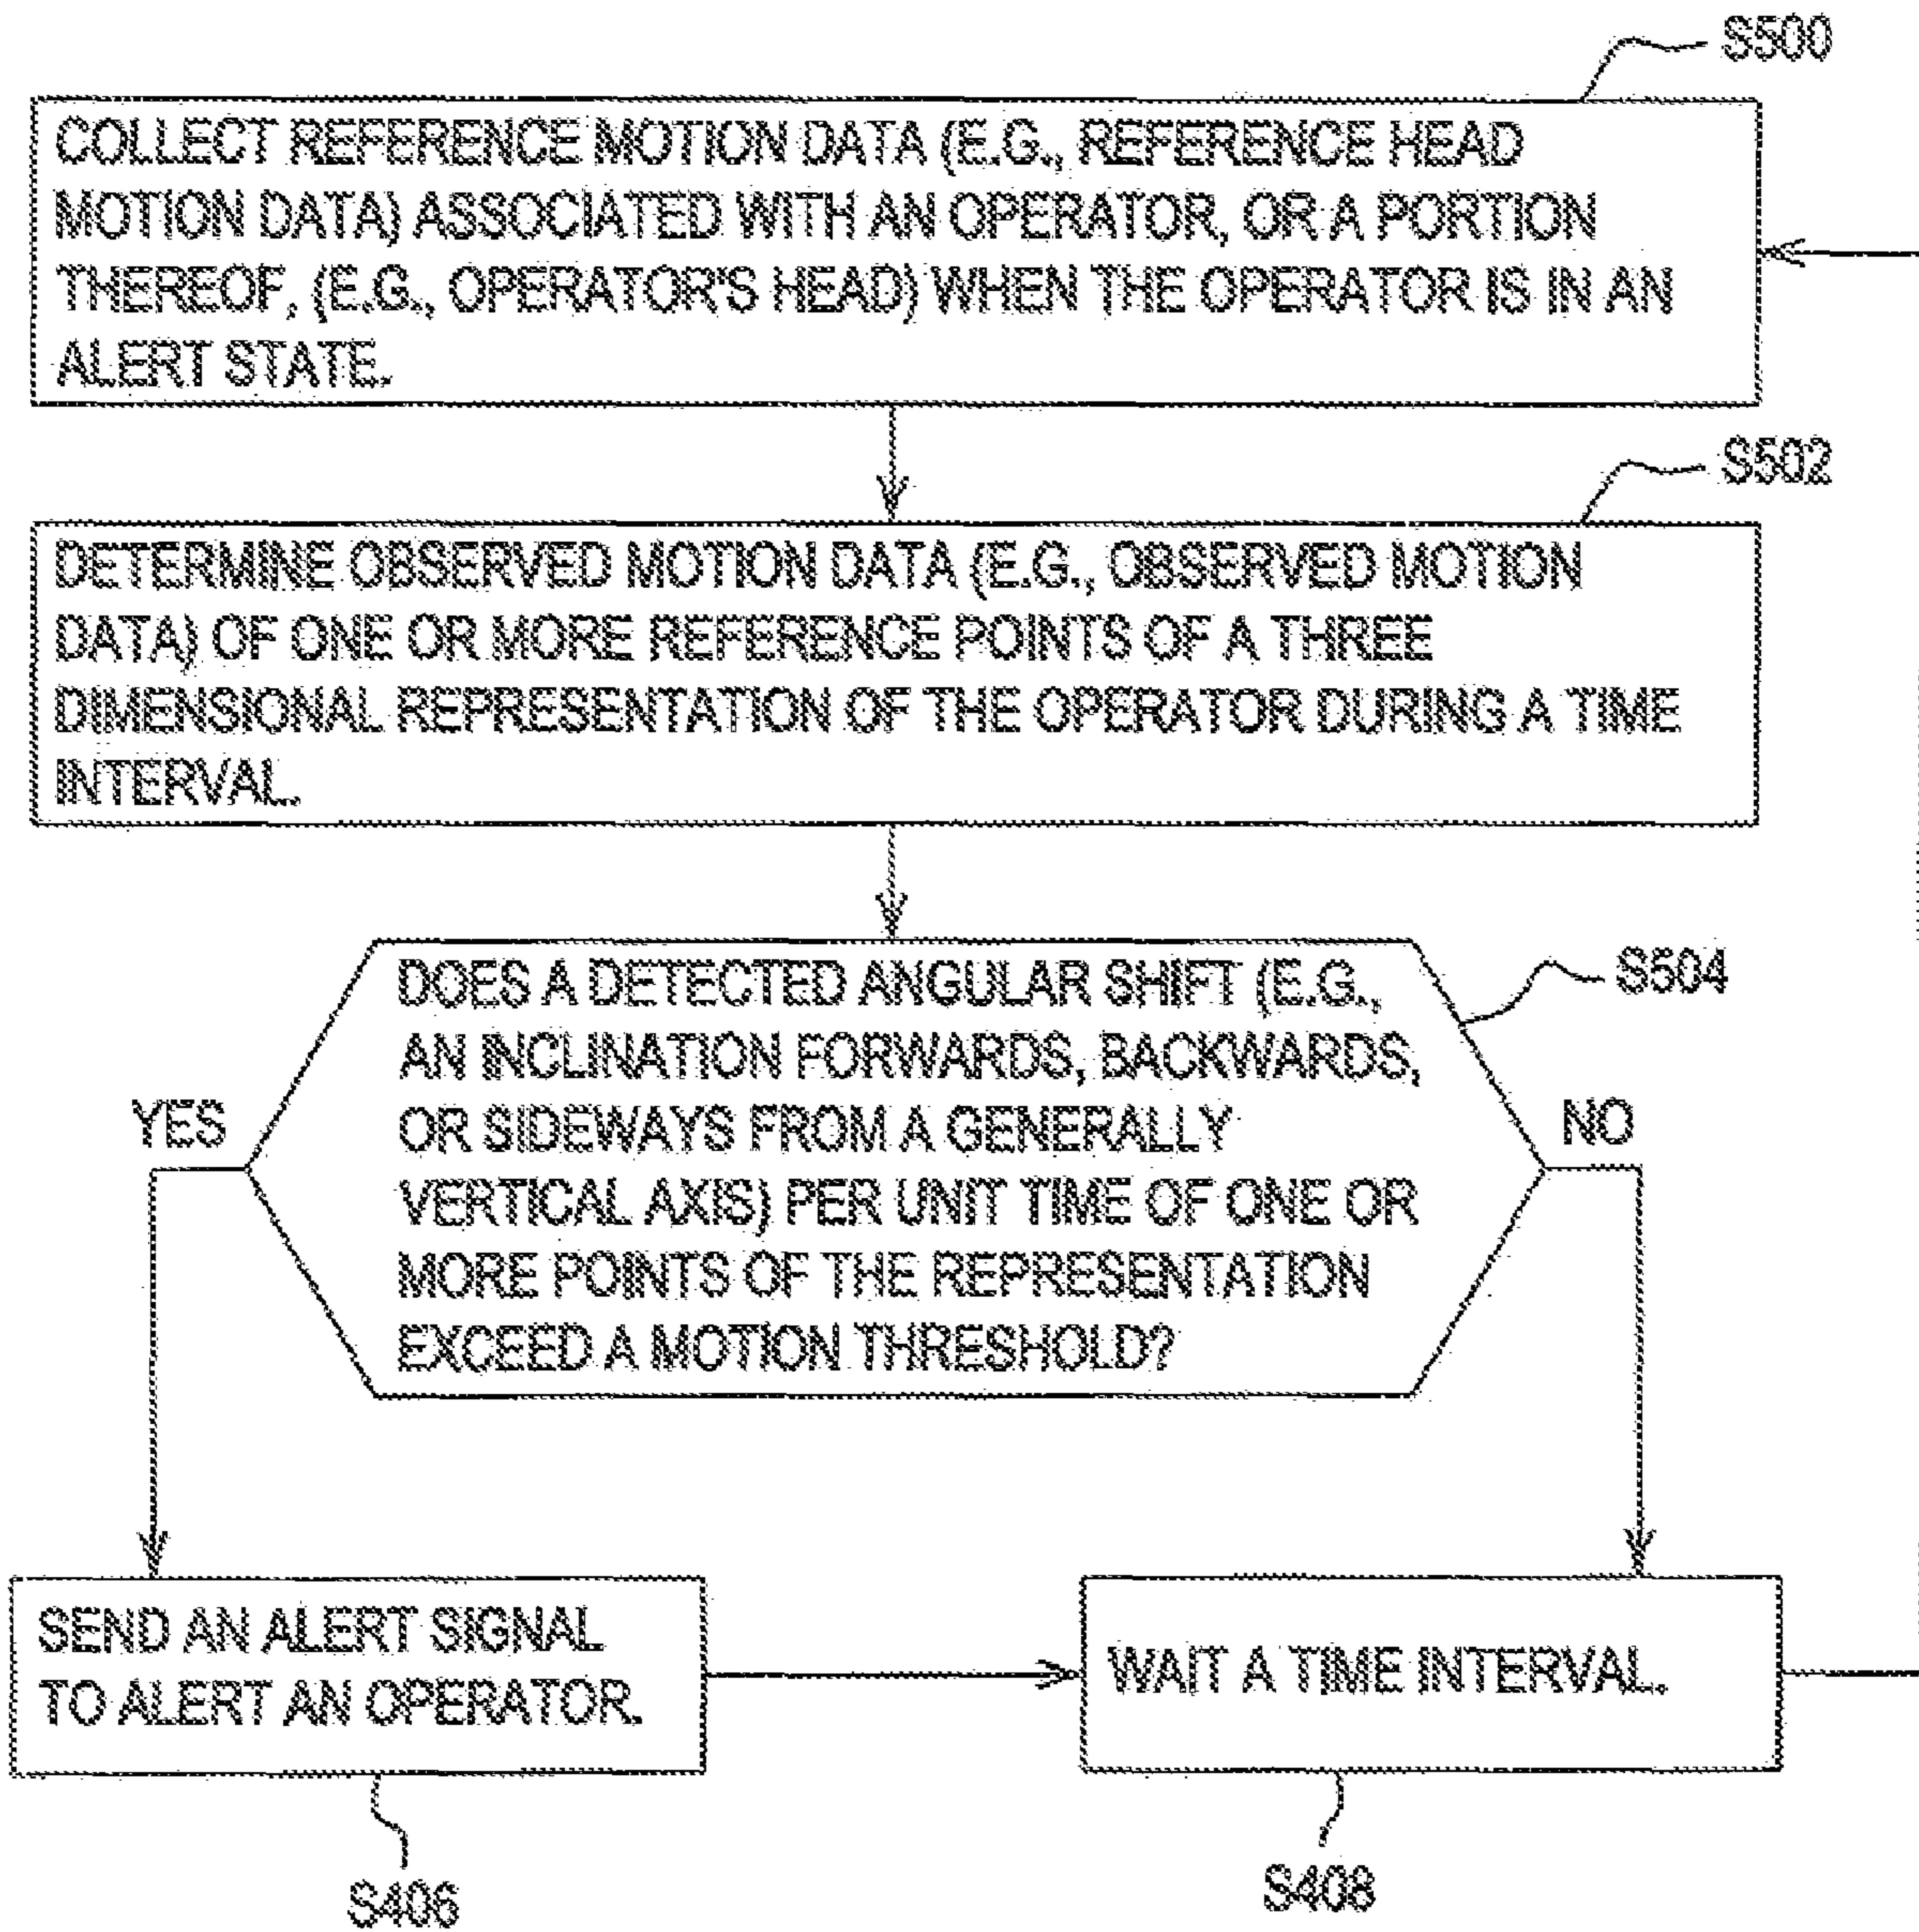 S500
COLLECT REFERENCE MOTION DATA (E.G., REFERENCE HEAD
MOTION DATA) ASSOCIATED WITH AN OPERATOR, OR A PORTION
THEREOF, (E.G., OPERATOR'S HEAD) WHEN THE OPERATOR IS IN AN
ALERT STATE.
S502
DETERMINE OBSERVED MOTION DATA (E.G., OBSERVED MOTION
DATA) OF ONE OR MORE REFERENCE POINTS OF A THREE
DIMENSIONAL REPRESENTATION OF THE OPERATOR DURING A TIME
INTERVAL.
S504
DOES A DETECTED ANGULAR SHIFT (E.G.,
AN INCLINATION FORWARDS, BACKWARDS,
OR SIDEWAYS FROM A GENERALLY
VERTICAL AXIS) PER UNIT TIME OF ONE OR
MORE POINTS OF THE REPRESENTATION
EXCEED A MOTION THRESHOLD?
YES
NO
SEND AN ALERT SIGNAL
TO ALERT AN OPERATOR.
WAIT A TIME INTERVAL.
S406
S408